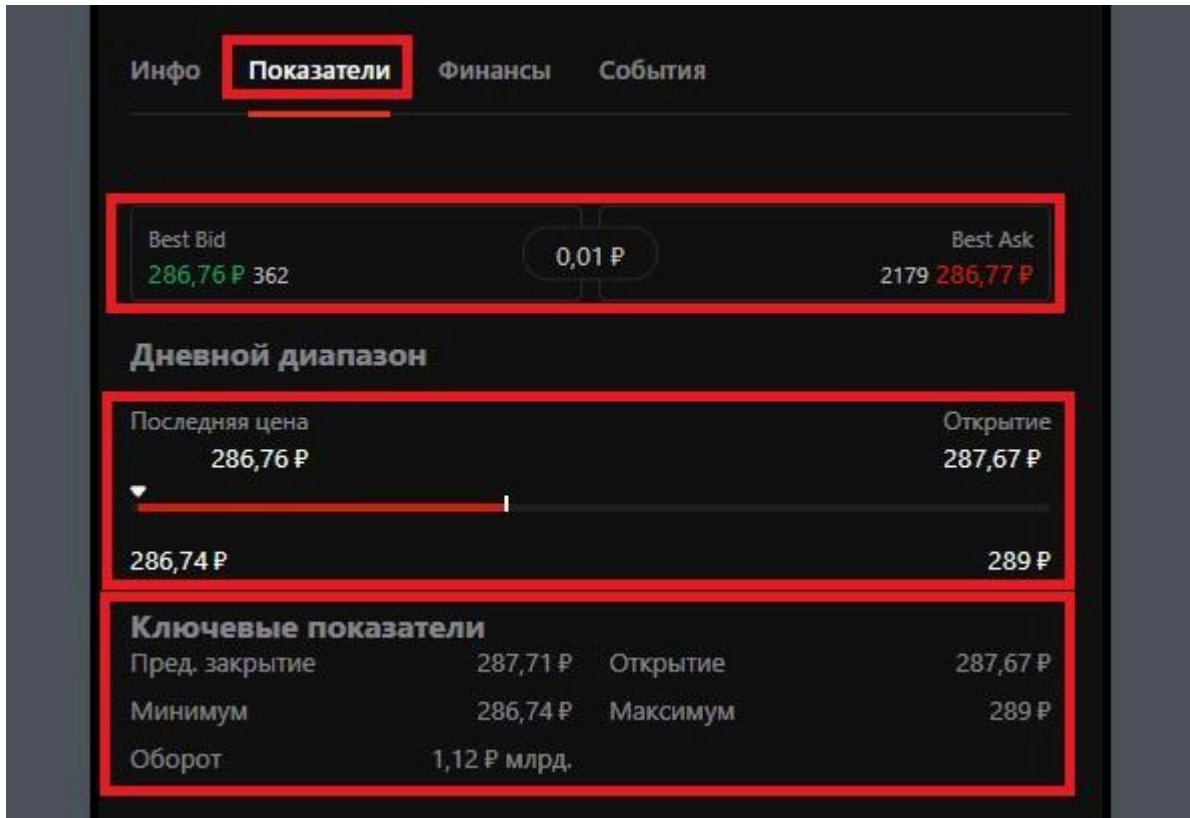 Инфо Показатели Финансы События
Best Bid Best Ask
286,76 ₽ 362 0,01 ₽ 2179 286,77 ₽
Дневной диапазон
Последняя цена Открытие
286,76 ₽ 287,67 ₽
286,74 ₽ 289 ₽
Ключевые показатели
Пред. закрытие 287,71 ₽ Открытие 287,67 ₽
Минимум 286,74 ₽ Максимум 289 ₽
Оборот 1,12 ₽ млрд.